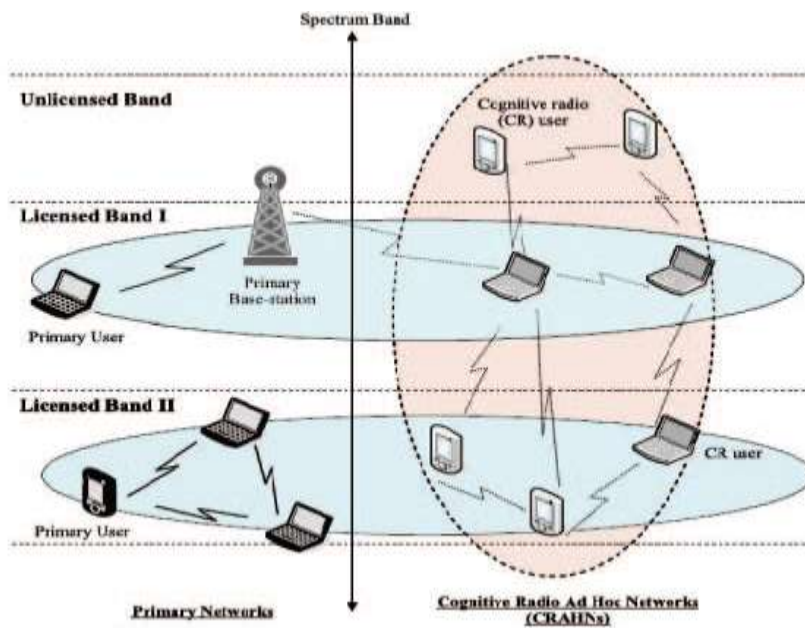 Spectrum Band
Unlicensed Band
Cognitive radio
(CR) user
Licensed Band I
Primary
Base-station
Primary User
Licensed Band II
CR user
Primary User
Primary Networks
Cognitive Radio Ad Hoc Networks
(CRAHNs)